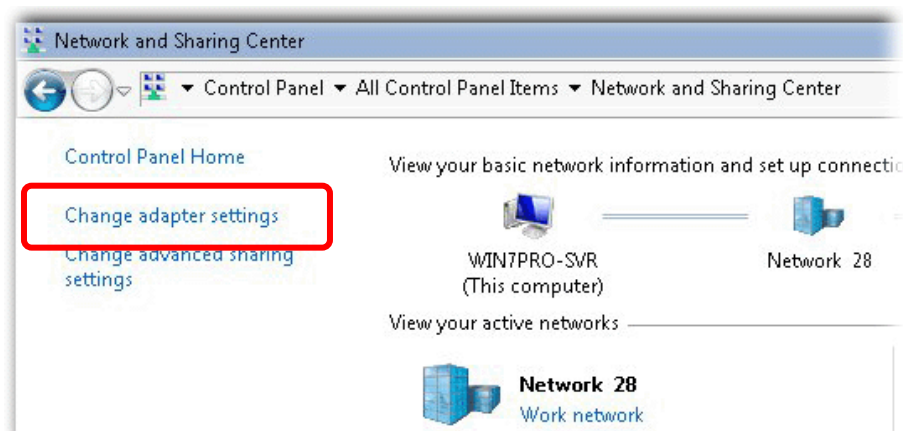 Network and Sharing Center
Control Panel All Control Panel Items Network and Sharing Center
Control Panel Home
Change adapter settings
Change advanced sharing
settings
View your basic network information and set up
WIN7PRO-SVR
(This computer)
Network 28
View your active networks
Network 28
Work network